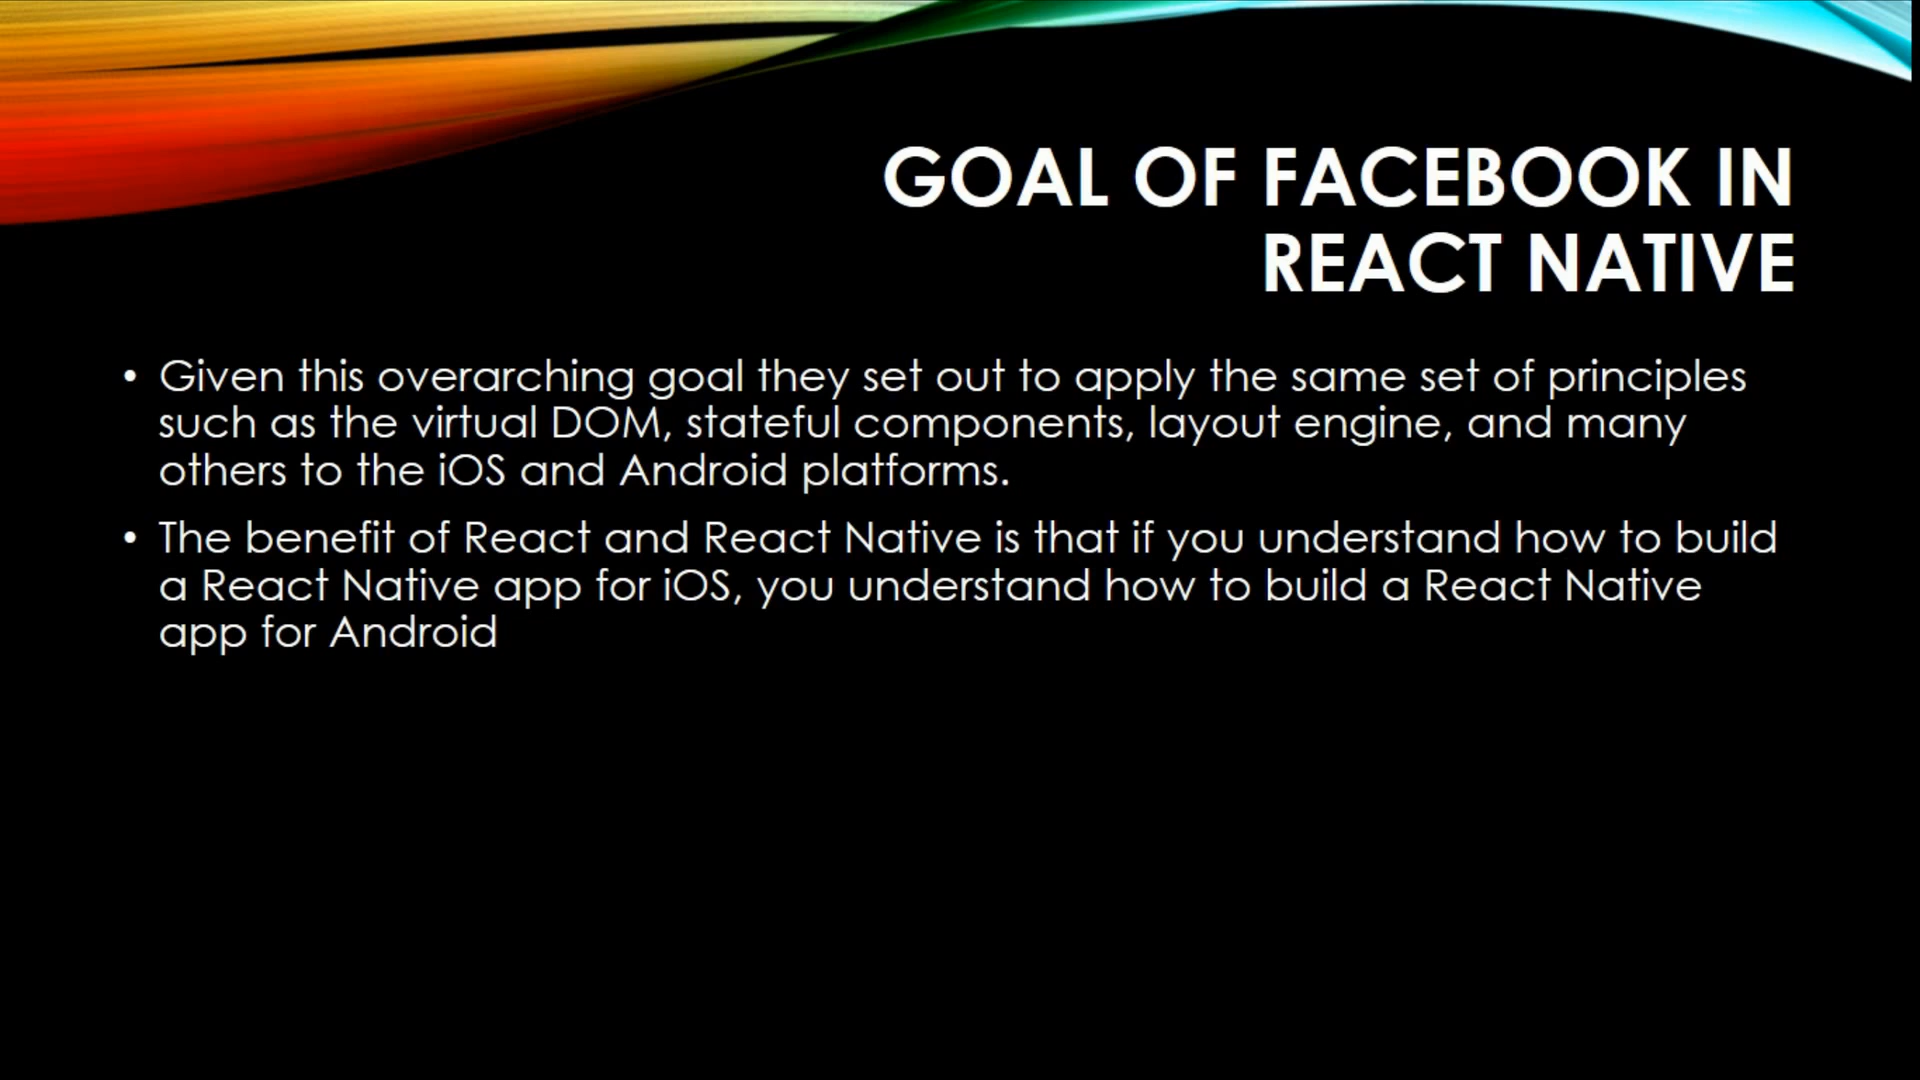 GOAL OF FACEBOOK IN
REACT NATIVE
• Given this overarching goal they set out to apply the same set of principles
such as the virtual DOM, stateful components, layout engine, and many
others to the iOS and Android platforms.
• The benefit of React and React Native is that if you understand how to build
a React Native app for iOS, you understand how to build a React Native
app for Android